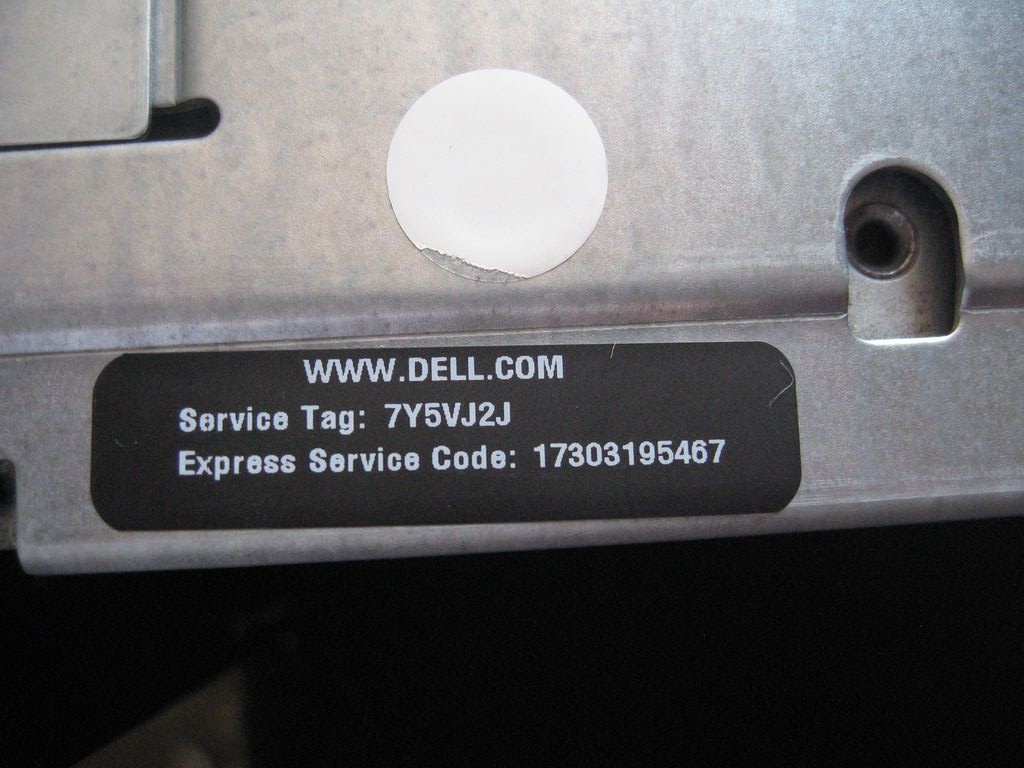 WWW.DELL.COM
Service Tag: 7Y5VJ2J
Express Service Code: 17303195467